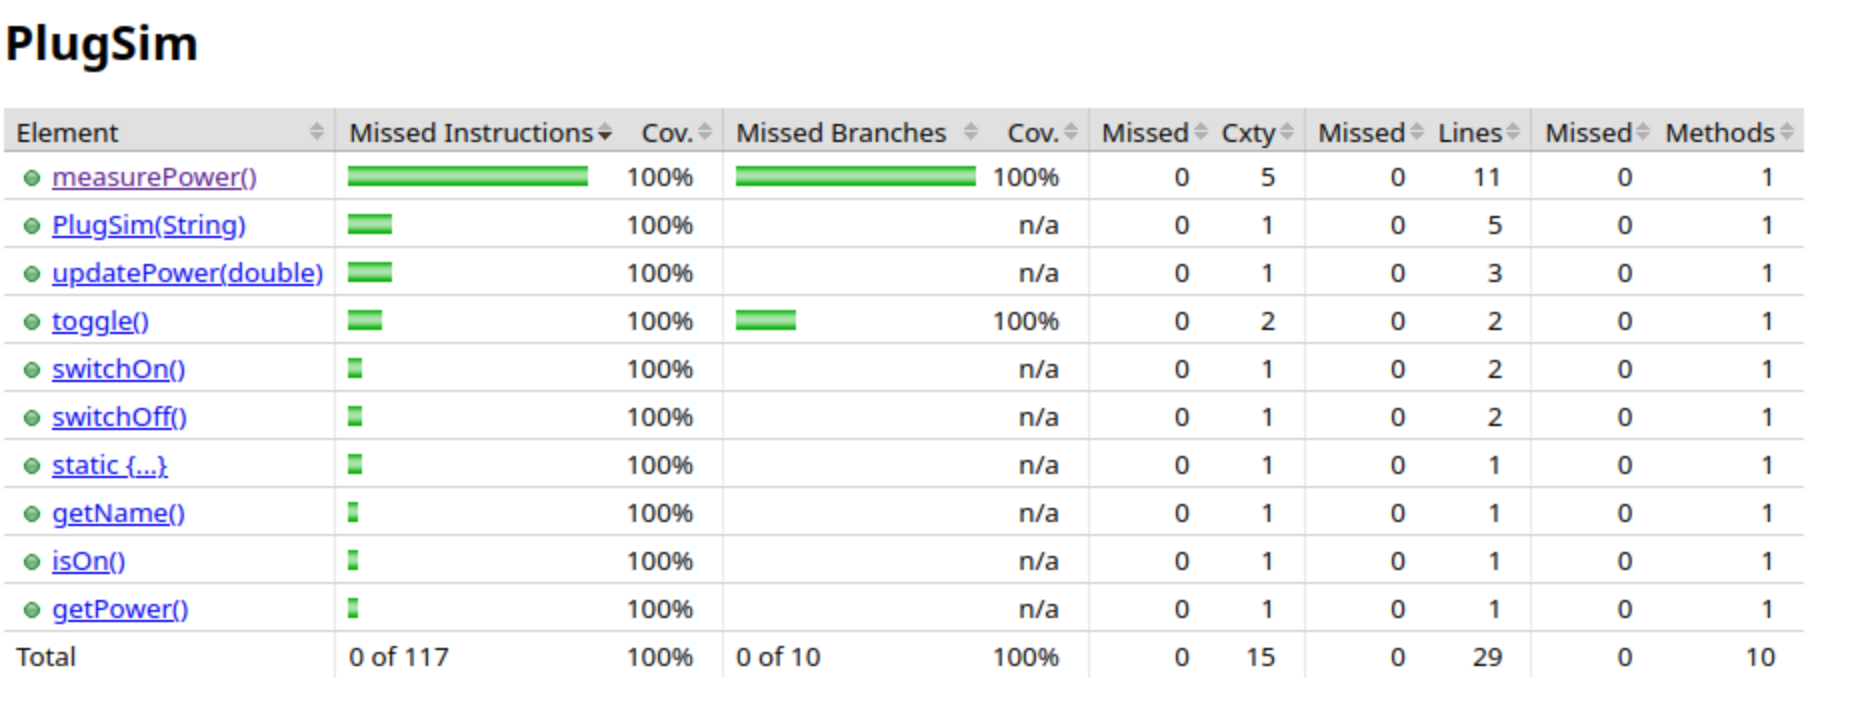 PlugSim
Element Missed Instructions Cov. Missed Branches Cov. Missed Cxty Missed Lines Missed Methods
measurePower() 100% 100% 0 5 0 11 0 1
PlugSim(String) 100% n/a 0 1 0 5 0 1
updatePower(double) 100% n/a 0 1 0 3 0 1
toggle() 100% 100% 0 2 0 2 0 1
switchOn() 100% n/a 0 1 0 2 0 1
switchOff() 100% n/a 0 1 0 2 0 1
static {...} 100% n/a 0 1 0 1 0 1
getName() 100% n/a 0 1 0 1 0 1
isOn() 100% n/a 0 1 0 1 0 1
getPower() 100% n/a 0 1 0 1 0 1
Total 0 of 117 100% 0 of 10 100% 0 15 0 29 0 10